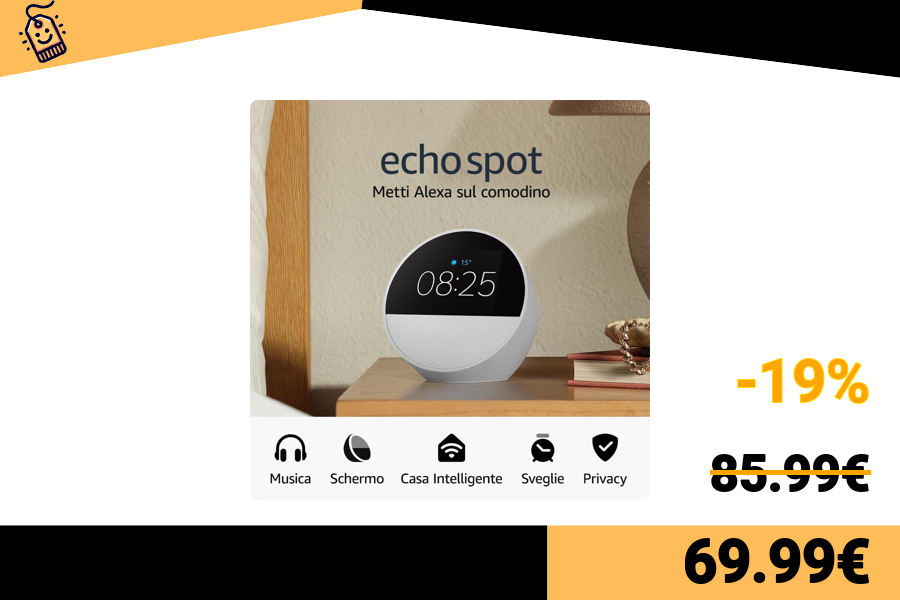 echo spot
Metti Alexa sul comodino
15°
08:25
Musica
Schermo
Casa Intelligente
Sveglie
Privacy
-19%
85.99€
69.99€